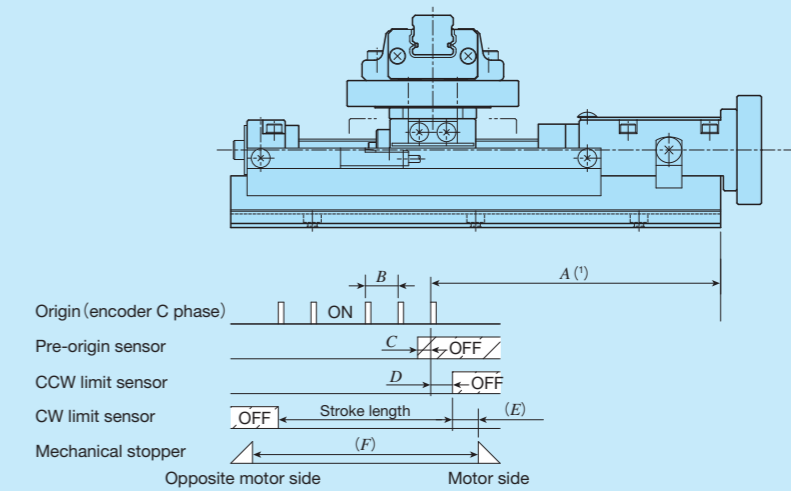 B
A (1)
Origin (encoder C phase)
ON
Pre-origin sensor
C
OFF
CCW limit sensor
D
OFF
CW limit sensor
OFF
Stroke length
(E)
Mechanical stopper
(F)
Opposite motor side
Motor side